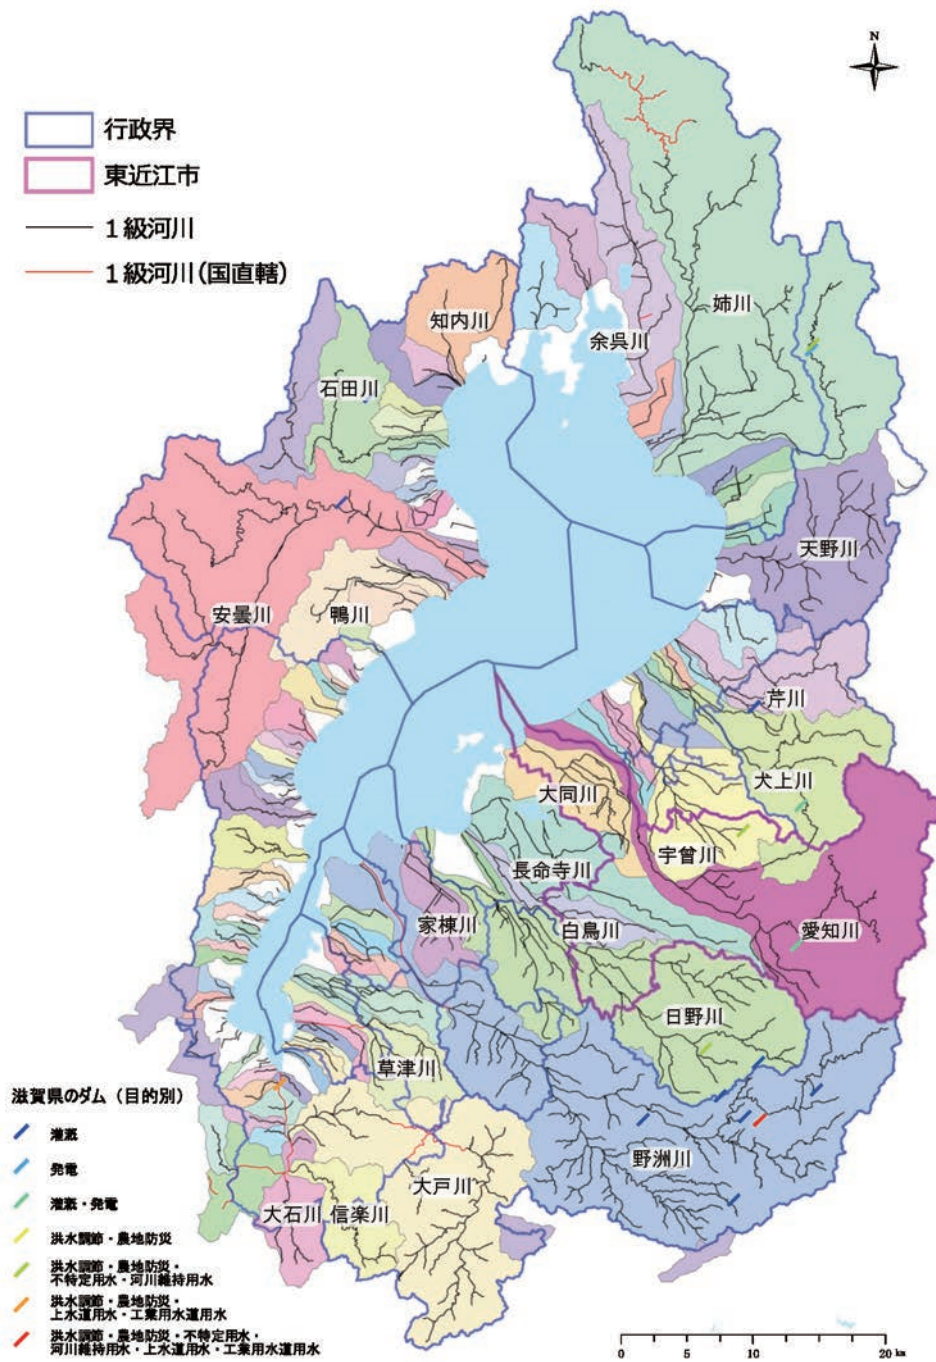 N
行政界
東近江市
1級河川
1級河川(国直轄)
知内川
余呉川
姉川
石田川
天野川
安曇川
鴨川
芹川
犬上川
大同川
宇曾川
長命寺川
家棟川
白鳥川
愛知川
日野川
草津川
野洲川
大戸川
大石川
信楽川
滋賀県のダム(目的別)
灌漑
発電
灌漑・発電
洪水調節・農地防災
洪水調節・農地防災・
不特定用水・河川維持用水
洪水調節・農地防災・
上水道用水・工業用水道用水
洪水調節・農地防災・不特定用水・
河川維持用水・上水道用水・工業用水道用水
0 5 10 20 km